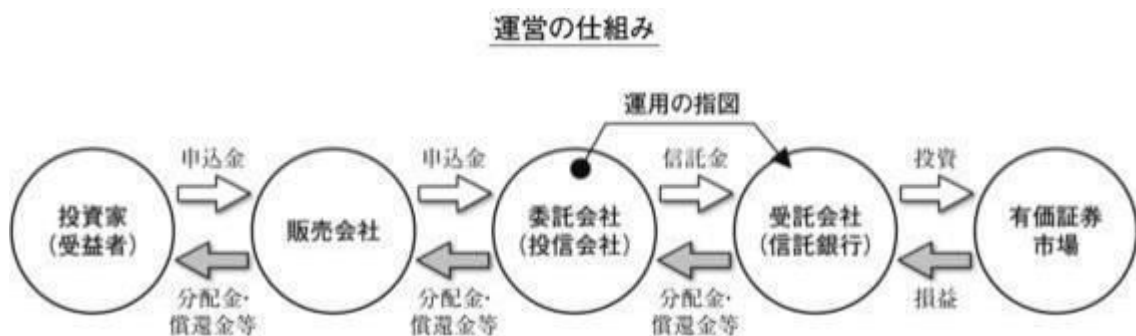 運営の仕組み
運用の指図
申込金
申込金
信託金
投資
投資家
(受益者)
販売会社
委託会社
(投信会社)
受託会社
(信託銀行)
有価証券
市場
分配金・
償還金等
分配金・
償還金等
分配金・
償還金等
損益